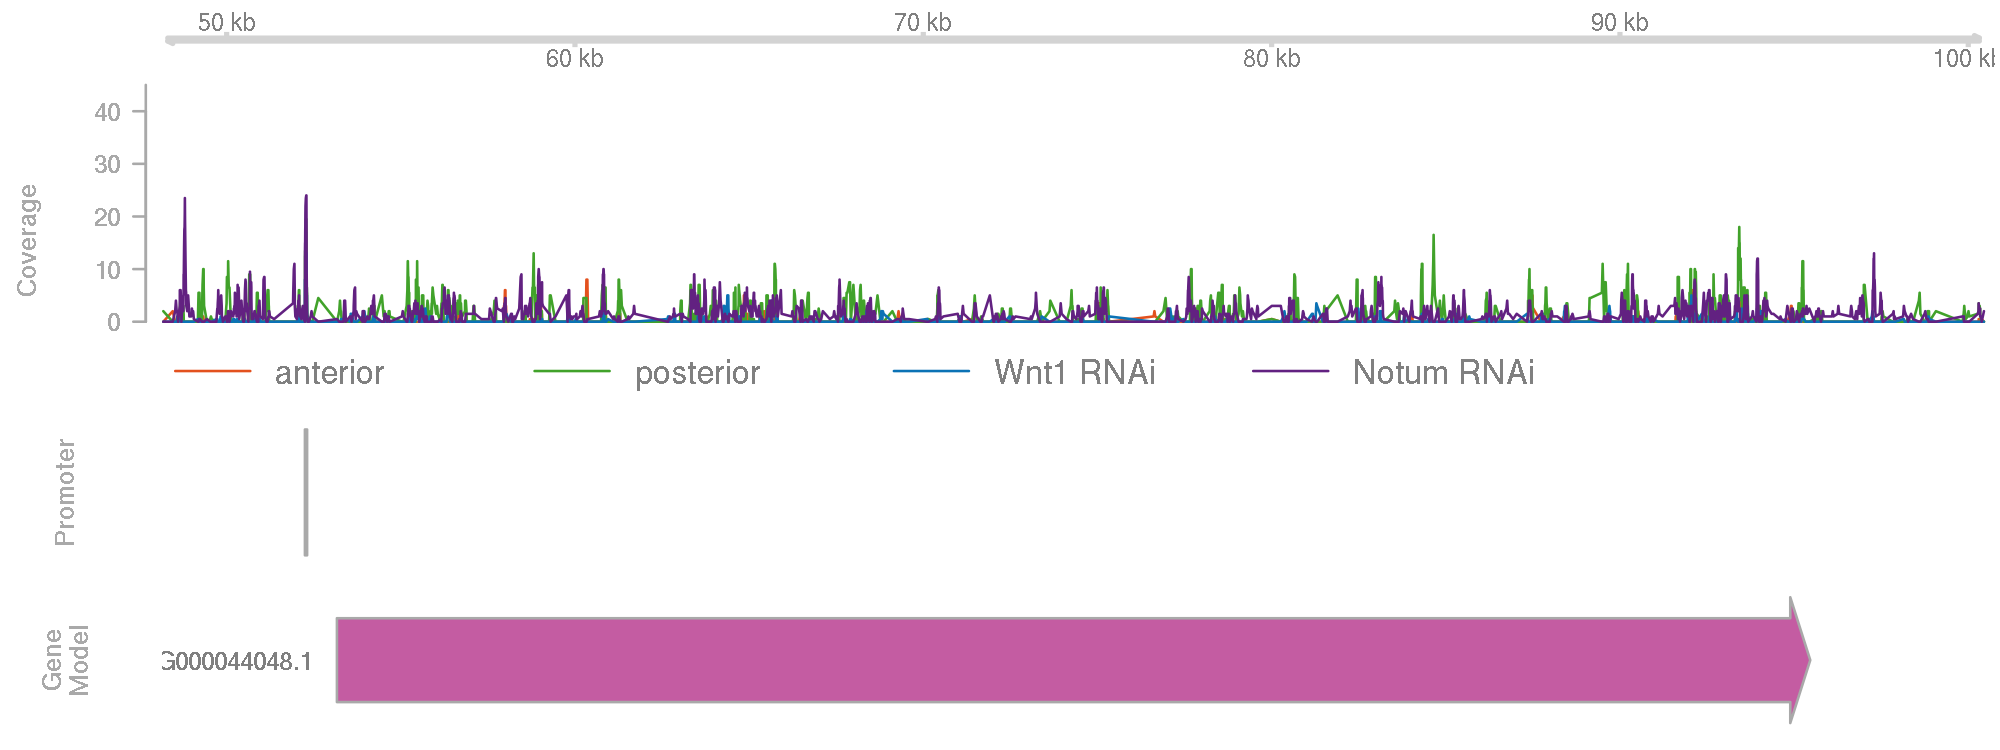 50 kb
70 kb
90 kb
60 kb
80 kb
100 k
40
30
20
10
0
Coverage
anterior
posterior
Wnt1 RNAi
Notum RNAi
Promoter
Gene
Model
G000044048.1